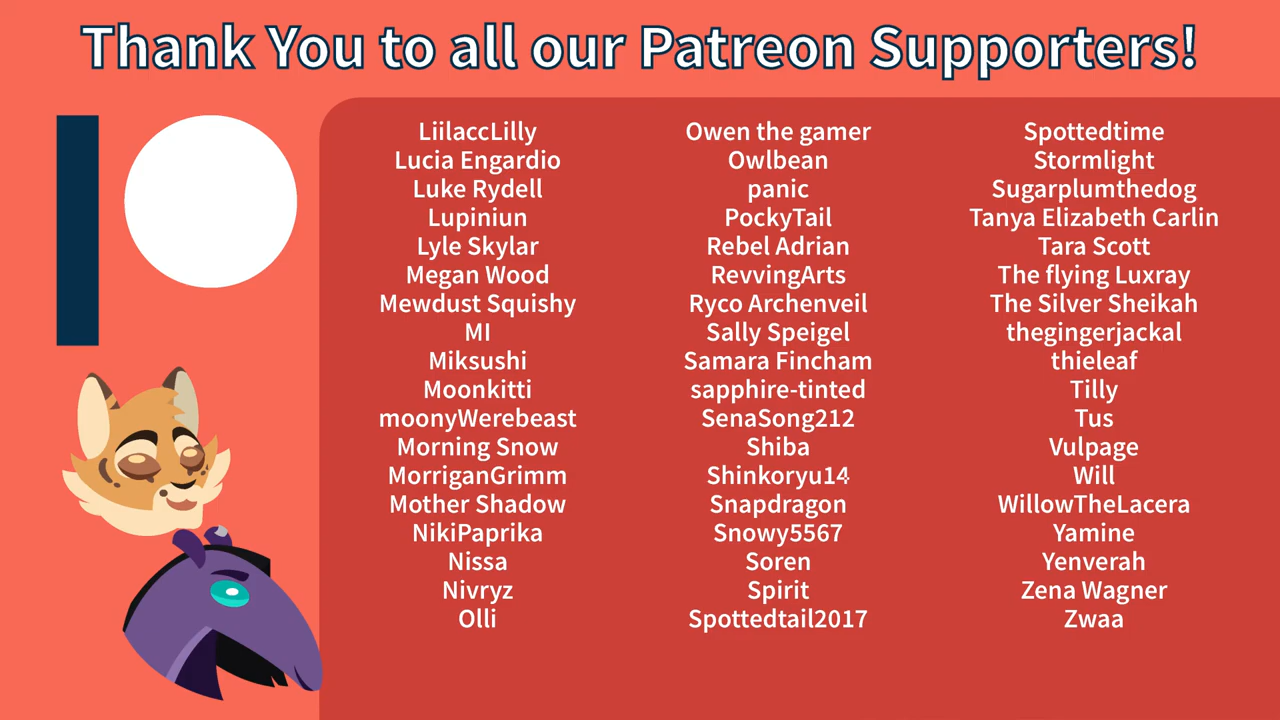 Thank You to all our Patreon Supporters!
LiilaccLilly
Lucia Engardio
Luke Rydell
Lupiniun
Lyle Skylar
Megan Wood
Mewdust Squishy
MI
Miksushi
Moonkitti
moonyWerebeast
Morning Snow
MorriganGrimm
Mother Shadow
NikiPaprika
Nissa
Nivryz
Olli
Owen the gamer
Owlbean
panic
PockyTail
Rebel Adrian
RevvingArts
Ryco Archenveil
Sally Speigel
Samara Fincham
sapphire-tinted
SenaSong212
Shiba
Shinkoryu14
Snapdragon
Snowy5567
Soren
Spirit
Spottedtail2017
Spottedtime
Stormlight
Sugarplumthedog
Tanya Elizabeth Carlin
Tara Scott
The flying Luxray
The Silver Sheikah
thegingerjackal
thieleaf
Tilly
Tus
Vulpage
Will
WillowTheLacera
Yamine
Yenverah
Zena Wagner
Zwaa